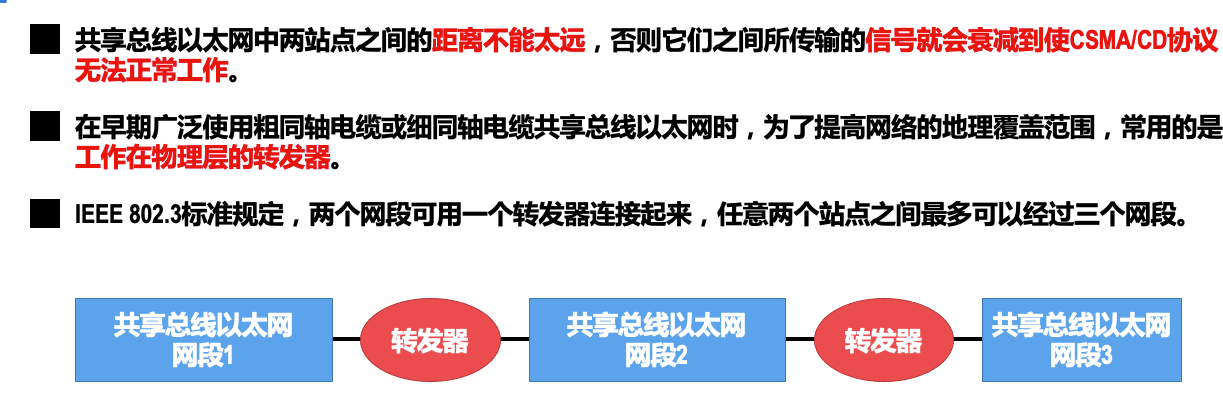 共享总线以太网中两站点之间的距离不能太远，否则它们之间所传输的信号就会衰减到使CSMA/CD协议
无法正常工作。
在早期广泛使用粗同轴电缆或细同轴电缆共享总线以太网时，为了提高网络的地理覆盖范围，常用的是
工作在物理层的转发器。
IEEE 802.3标准规定，两个网段可用一个转发器连接起来，任意两个站点之间最多可以经过三个网段。
共享总线以太网
网段1
转发器
共享总线以太网
网段2
转发器
共享总线以太网
网段3